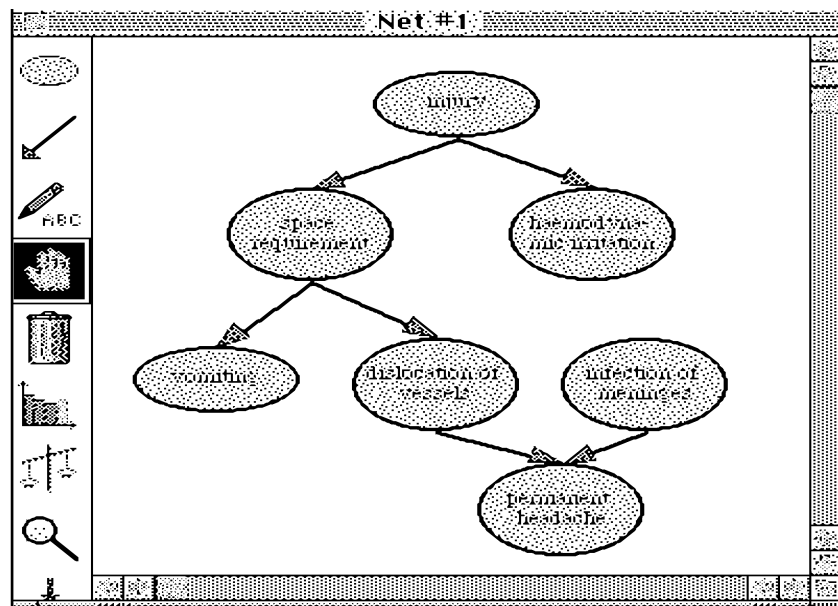 Net #1
injury
ABC
space
requirement
haemodyna-
mic irritation
vomiting
dislocation of
vessels
infection of
meninges
permanent
headache